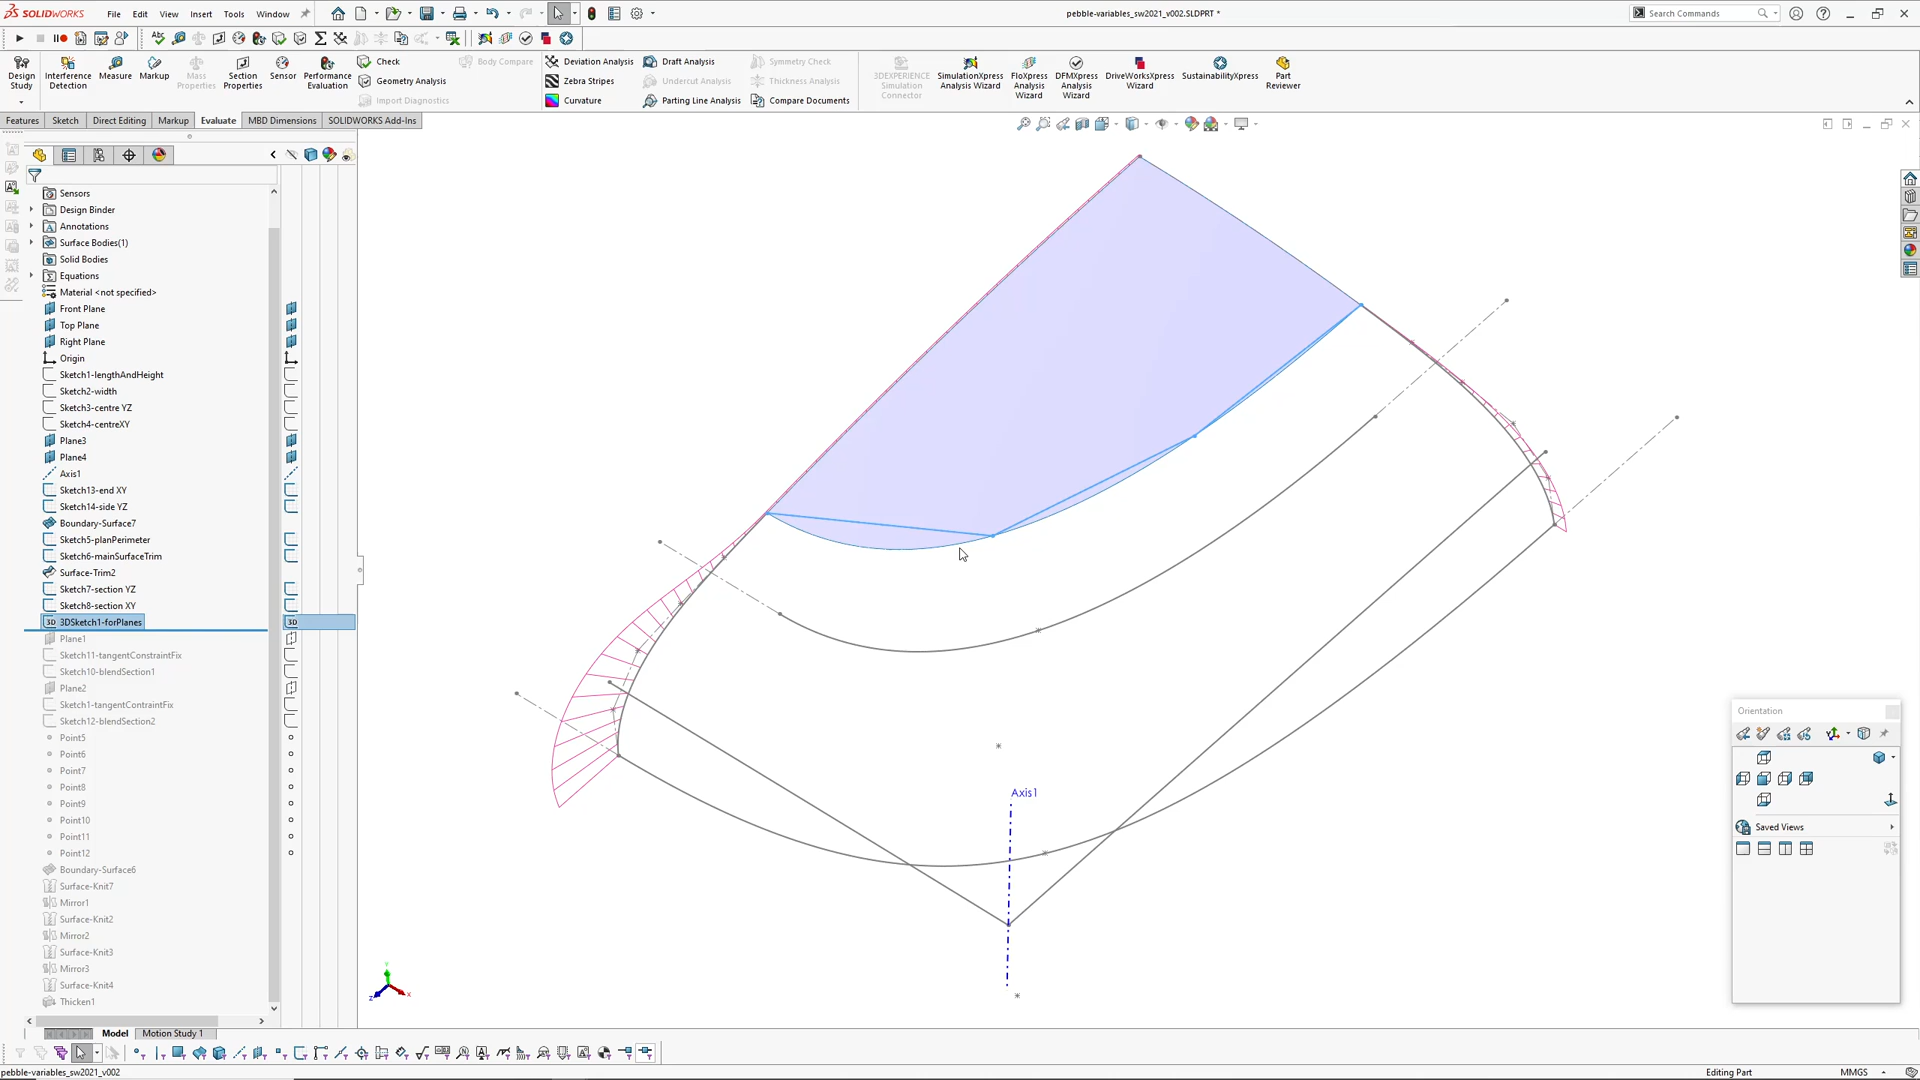 SOLIDWORKS
File
Edit
View
Insert
Tools
Window
pebble-variables_sw2021_v002.SLDPRT *
Search Commands
Design Study
Interference Detection
Measure
Markup
Mass Properties
Section Properties
Sensor
Performance Evaluation
Check
Geometry Analysis
Import Diagnostics
Body Compare
Deviation Analysis
Zebra Stripes
Curvature
Draft Analysis
Undercut Analysis
Parting Line Analysis
Symmetry Check
Thickness Analysis
Compare Documents
3DEXPERIENCE Simulation Connector
SimulationXpress Analysis Wizard
FloXpress Analysis Wizard
DFMXpress Analysis Wizard
DriveWorksXpress Wizard
SustainabilityXpress
Part Reviewer
Features
Sketch
Direct Editing
Markup
Evaluate
MBD Dimensions
SOLIDWORKS Add-Ins
Sensors
Design Binder
Annotations
Surface Bodies(1)
Solid Bodies
Equations
Material <not specified>
Front Plane
Top Plane
Right Plane
Origin
Sketch1-lengthAndHeight
Sketch2-width
Sketch3-centre YZ
Sketch4-centreXY
Plane3
Plane4
Axis1
Sketch13-end XY
Sketch14-side YZ
Boundary-Surface7
Sketch5-planPerimeter
Sketch6-mainSurfaceTrim
Surface-Trim2
Sketch7-section YZ
Sketch8-section XY
3D 3DSketch1-forPlanes 3D
Plane1
Sketch11-tangentConstraintFix
Sketch10-blendSection1
Plane2
Sketch1-tangentContraintFix
Sketch12-blendSection2
Point5
Point6
Point7
Point8
Point9
Point10
Point11
Point12
Boundary-Surface6
Surface-Knit7
Mirror1
Surface-Knit2
Mirror2
Surface-Knit3
Mirror3
Surface-Knit4
Thicken1
Axis1
Y
X
Z
Orientation
Saved Views
Model
Motion Study 1
pebble-variables_sw2021_v002
Editing Part
MMGS